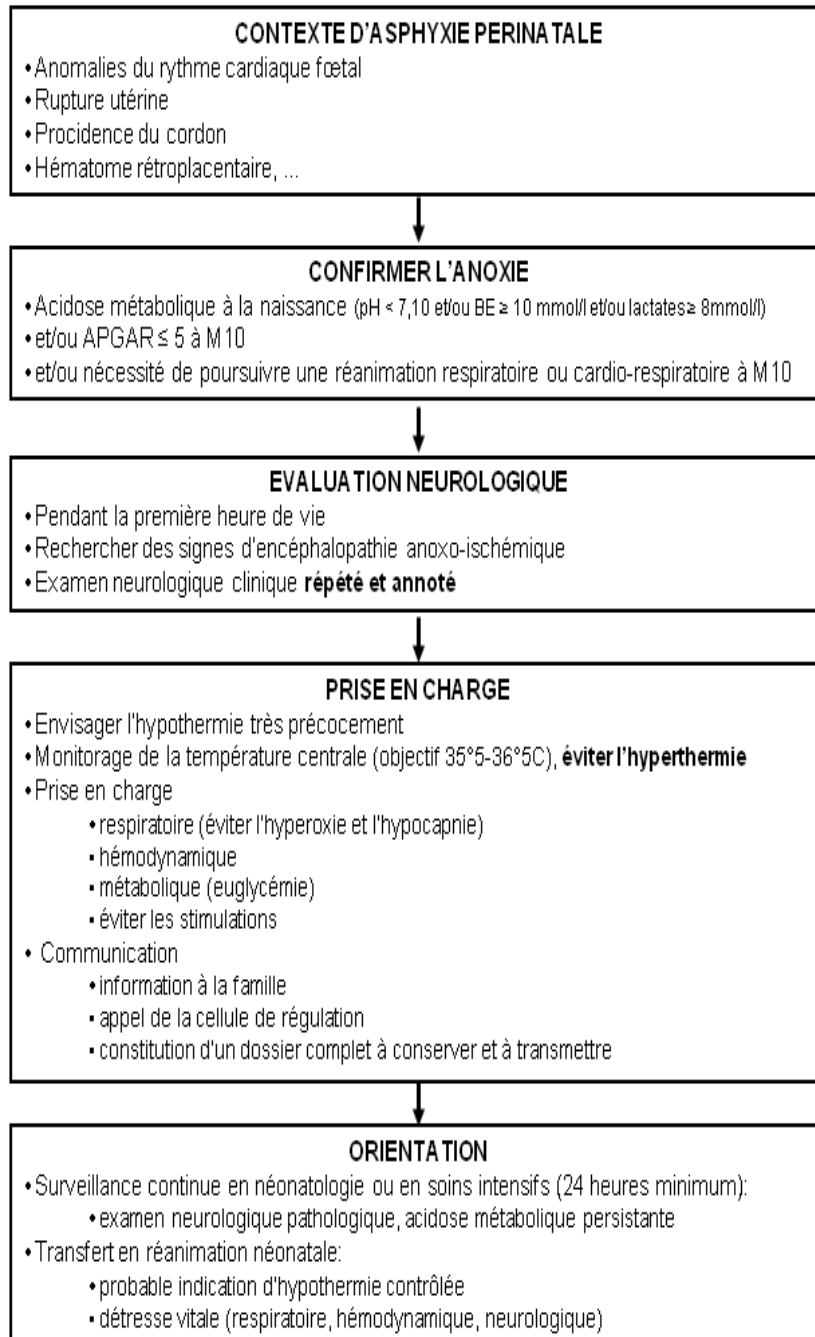 CONTEXTE D'ASPHYXIE PERINATALE
• Anomalies du rythme cardiaque fœtal
• Rupture utérine
• Procidence du cordon
• Hématome rétroplacentaire, ...
CONFIRMER L'ANOXIE
• Acidose métabolique à la naissance (pH < 7,10 et/ou BE ≥ 10 mmol/l et/ou lactates ≥ 8mmol/l)
• et/ou APGAR ≤ 5 à M10
• et/ou nécessité de poursuivre une réanimation respiratoire ou cardio-respiratoire à M10
EVALUATION NEUROLOGIQUE
• Pendant la première heure de vie
• Rechercher des signes d'encéphalopathie anoxo-ischémique
• Examen neurologique clinique répété et annoté
PRISE EN CHARGE
• Envisager l'hypothermie très précocement
• Monitorage de la température centrale (objectif 35°5-36°5C), éviter l'hyperthermie
• Prise en charge
• respiratoire (éviter l'hyperoxie et l'hypocapnie)
▪ hémodynamique
▪ métabolique (euglycémie)
▪ éviter les stimulations
• Communication
• information à la famille
▪ appel de la cellule de régulation
▪ constitution d'un dossier complet à conserver et à transmettre
ORIENTATION
• Surveillance continue en néonatologie ou en soins intensifs (24 heures minimum):
• examen neurologique pathologique, acidose métabolique persistante
• Transfert en réanimation néonatale:
• probable indication d'hypothermie contrôlée
▪ détresse vitale (respiratoire, hémodynamique, neurologique)